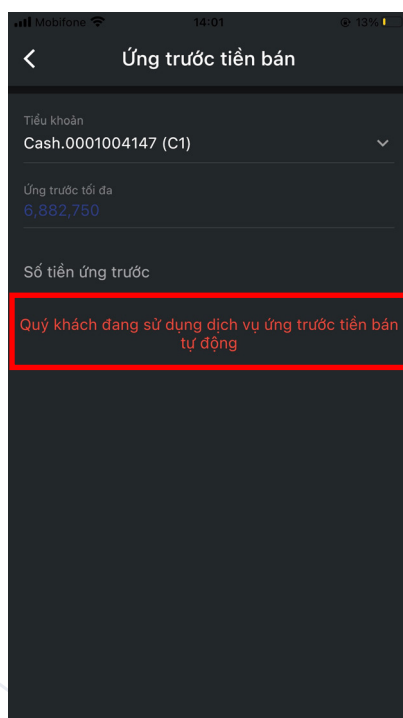 Mobifone 14:01 13%
Ứng trước tiền bán
Tiểu khoản
Cash.0001004147 (C1)
Ứng trước tối đa
6,882,750
Số tiền ứng trước
Quý khách đang sử dụng dịch vụ ứng trước tiền bán
tự động